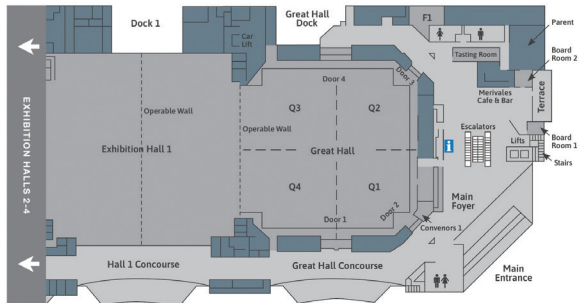 Dock 1
Great Hall
Dock
F1
Car
Lift
Tasting Room
Parent
Board
Room 2
Door 4
Door 3
Merivales
Cafe & Bar
Terrace
EXHIBITION HALLS 2-4
Operable Wall
Operable Wall
Q3
Q2
Escalators
Board
Room 1
Exhibition Hall 1
Great Hall
i
Lifts
Stairs
Q4
Q1
Main
Foyer
Door 1
Door 2
Convenors 1
Hall 1 Concourse
Great Hall Concourse
Main
Entrance